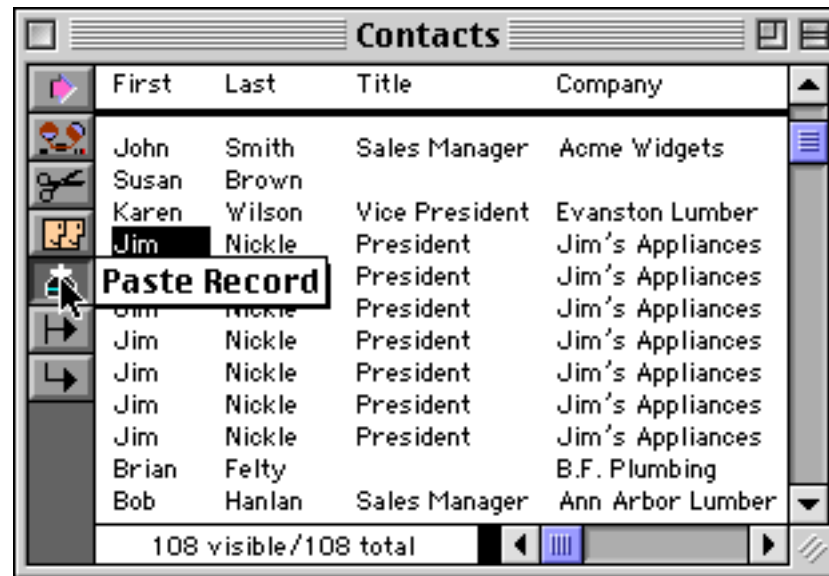 Contacts
First Last Title Company
John Smith Sales Manager Acme Widgets
Susan Brown
Karen Wilson Vice President Evanston Lumber
Jim Nickle President Jim's Appliances
Paste Record President Jim's Appliances
Jim Nickle President Jim's Appliances
Jim Nickle President Jim's Appliances
Jim Nickle President Jim's Appliances
Jim Nickle President Jim's Appliances
Jim Nickle President Jim's Appliances
Brian Felty B.F. Plumbing
Bob Hanlan Sales Manager Ann Arbor Lumber
108 visible/108 total